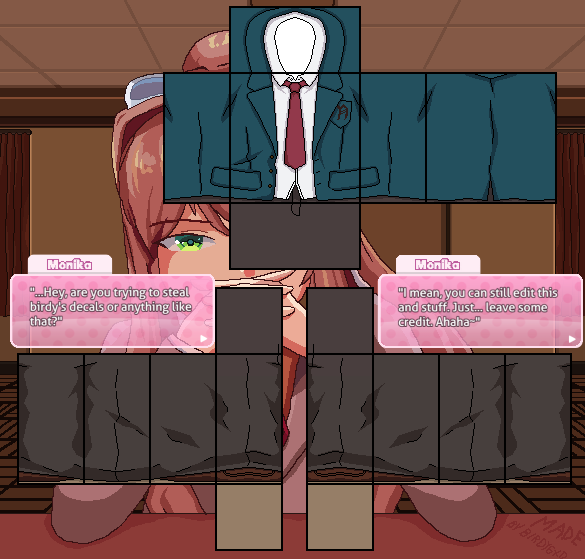 Monika
"...Hey, are you trying to steal
birdy's decals or anything like
that?"
Monika
"I mean, you can still edit this
and stuff. Just... leave some
credit. Ahaha~"
MADE